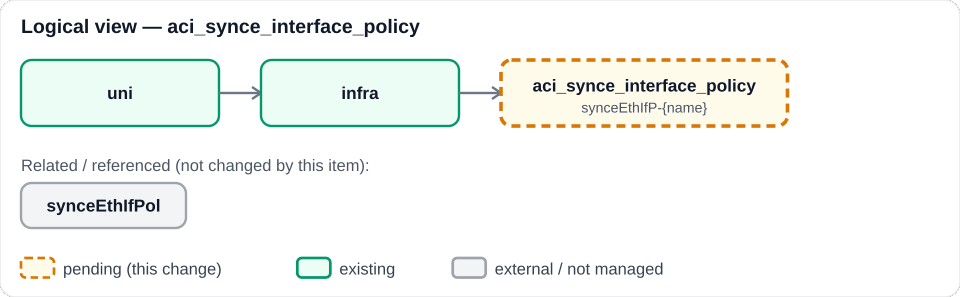 Logical view — aci_synce_interface_policy
uni
infra
aci_synce_interface_policy
synceEthIfP-{name}
Related / referenced (not changed by this item):
synceEthIfPol
pending (this change)
existing
external / not managed